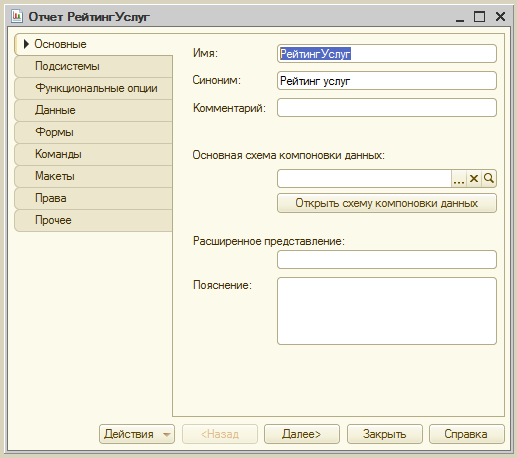 Отчет РейтингУслуг
Основные
Подсистемы
Функциональные опции
Данные
Формы
Команды
Макеты
Права
Прочее
Имя: РейтингУслуг
Синоним: Рейтинг услуг
Комментарий:
Основная схема компоновки данных:
...
Открыть схему компоновки данных
Расширенное представление:
Пояснение:
Действия <Назад Далее> Закрыть Справка